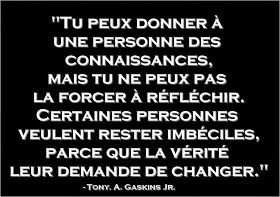 "Tu peux donner à
une personne des
connaissances,
mais tu ne peux pas
la forcer à réfléchir.
Certaines personnes
veulent rester imbéciles,
parce que la vérité
leur demande de changer."
- Tony. A. Gaskins Jr.